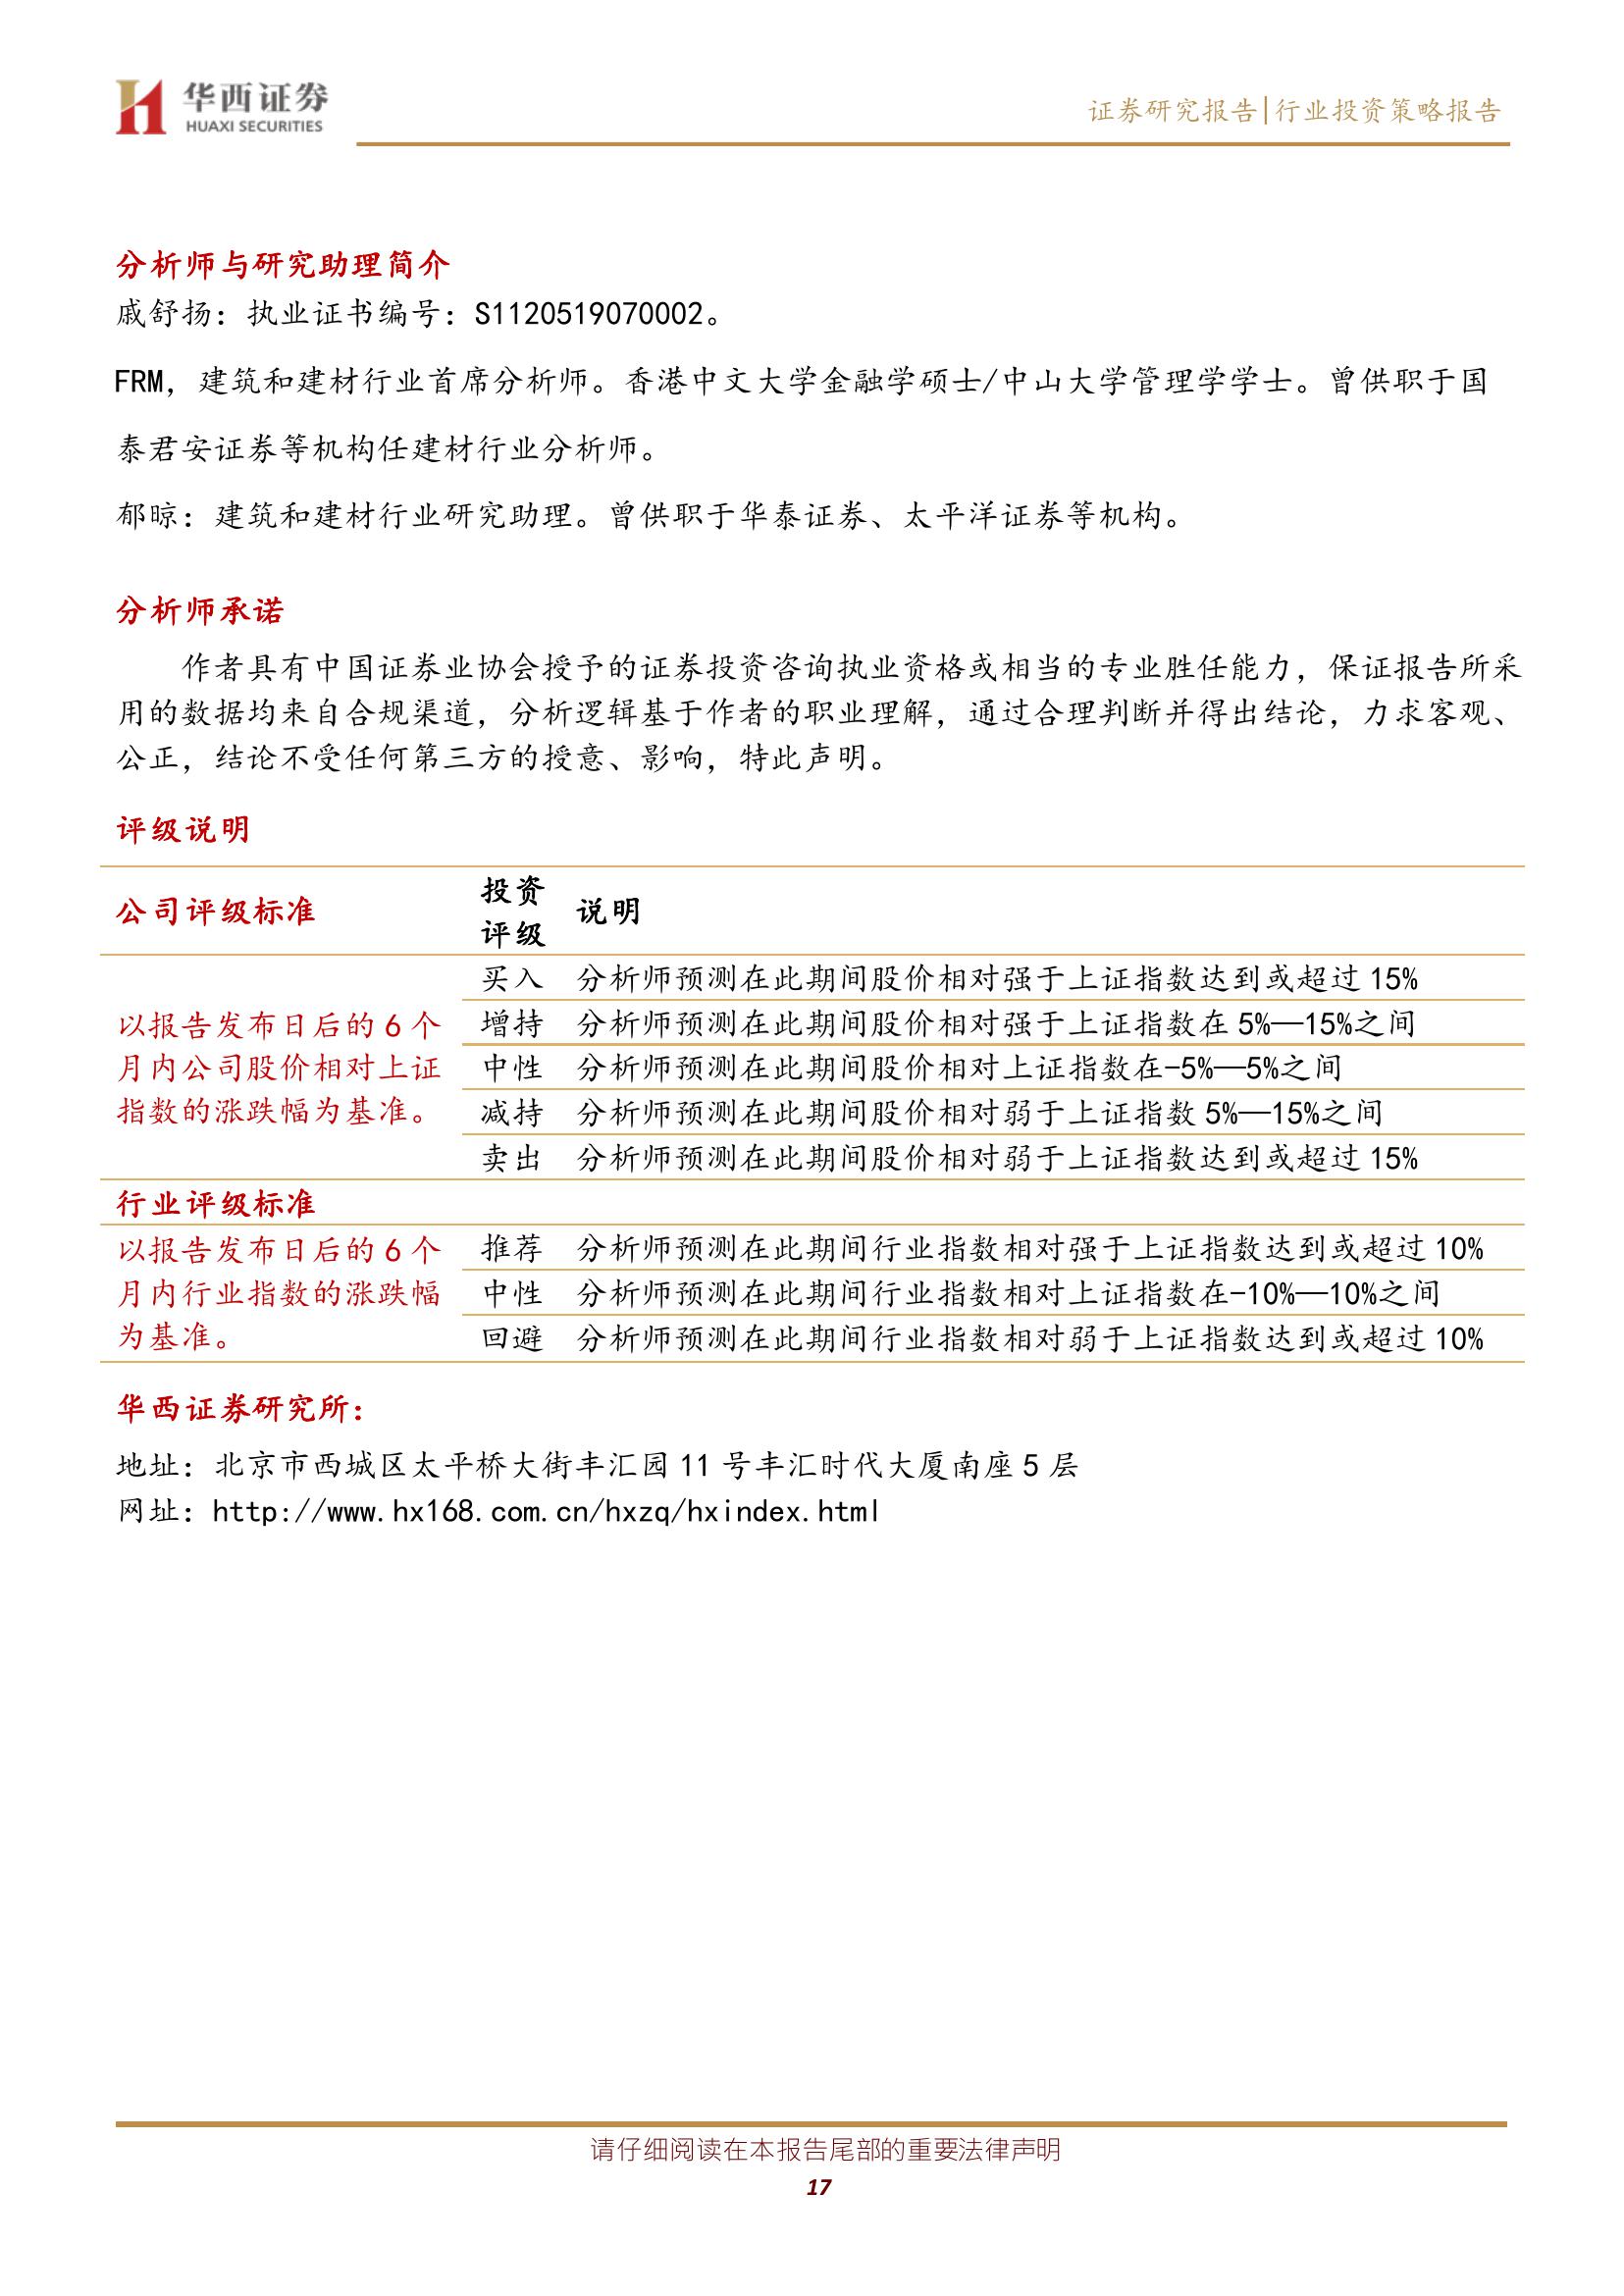 华西证券
HUAXI SECURITIES
证券研究报告|行业投资策略报告
分析师与研究助理简介
戚舒扬：执业证书编号：S1120519070002。
FRM，建筑和建材行业首席分析师。香港中文大学金融学硕士/中山大学管理学学士。曾供职于国
泰君安证券等机构任建材行业分析师。
郁晾：建筑和建材行业研究助理。曾供职于华泰证券、太平洋证券等机构。
分析师承诺
作者具有中国证券业协会授予的证券投资咨询执业资格或相当的专业胜任能力，保证报告所采
用的数据均来自合规渠道，分析逻辑基于作者的职业理解，通过合理判断并得出结论，力求客观、
公正，结论不受任何第三方的授意、影响，特此声明。
评级说明
公司评级标准
投资
评级
说明
以报告发布日后的 6 个
月内公司股价相对上证
指数的涨跌幅为基准。
买入 分析师预测在此期间股价相对强于上证指数达到或超过 15%
增持 分析师预测在此期间股价相对强于上证指数在 5%—15%之间
中性 分析师预测在此期间股价相对上证指数在-5%—5%之间
减持 分析师预测在此期间股价相对弱于上证指数 5%—15%之间
卖出 分析师预测在此期间股价相对弱于上证指数达到或超过 15%
行业评级标准
以报告发布日后的 6 个
月内行业指数的涨跌幅
为基准。
推荐 分析师预测在此期间行业指数相对强于上证指数达到或超过 10%
中性 分析师预测在此期间行业指数相对上证指数在-10%—10%之间
回避 分析师预测在此期间行业指数相对弱于上证指数达到或超过 10%
华西证券研究所：
地址：北京市西城区太平桥大街丰汇园 11 号丰汇时代大厦南座 5 层
网址：http://www.hx168.com.cn/hxzq/hxindex.html
请仔细阅读在本报告尾部的重要法律声明
17